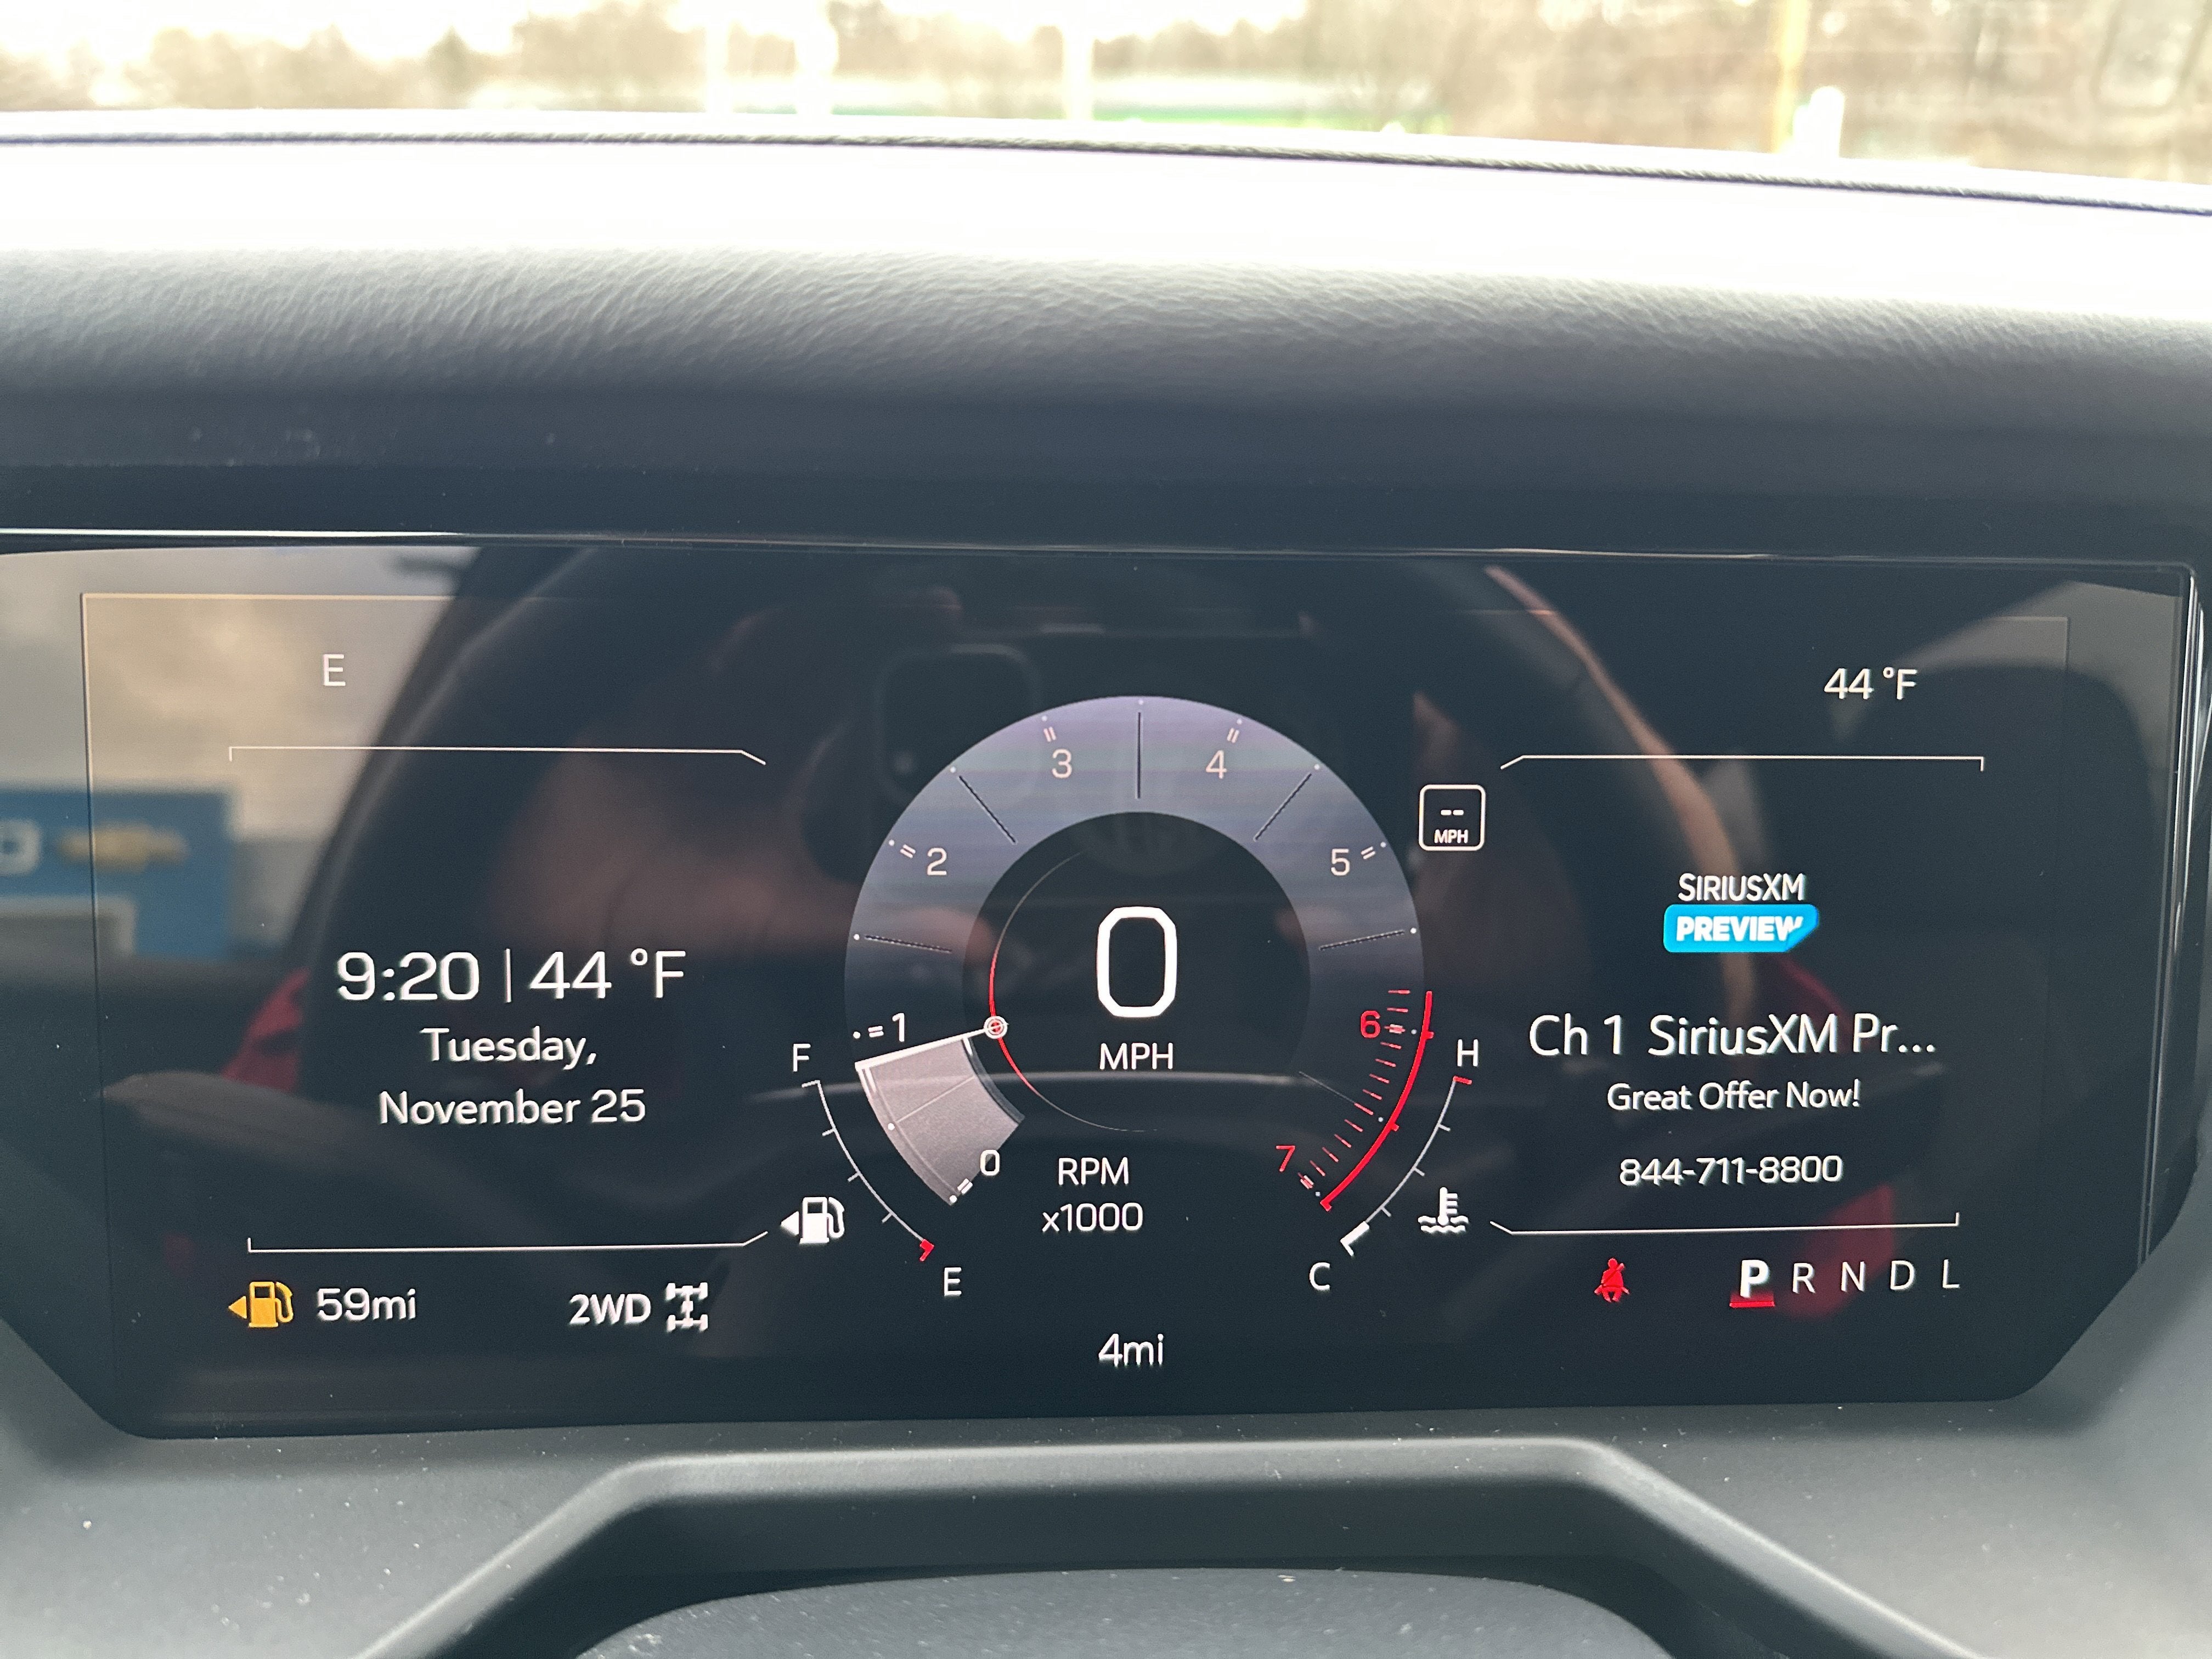 E
44 °F
3
4
-- MPH
2
5
SIRIUSXM
PREVIEW
0
9:20 | 44 °F
1
6
MPH
Ch 1 SiriusXM Pr...
Tuesday,
F
H
November 25
Great Offer Now!
0
RPM
7
844-711-8800
x1000
E
C
P R N D L
59mi
2WD
4mi